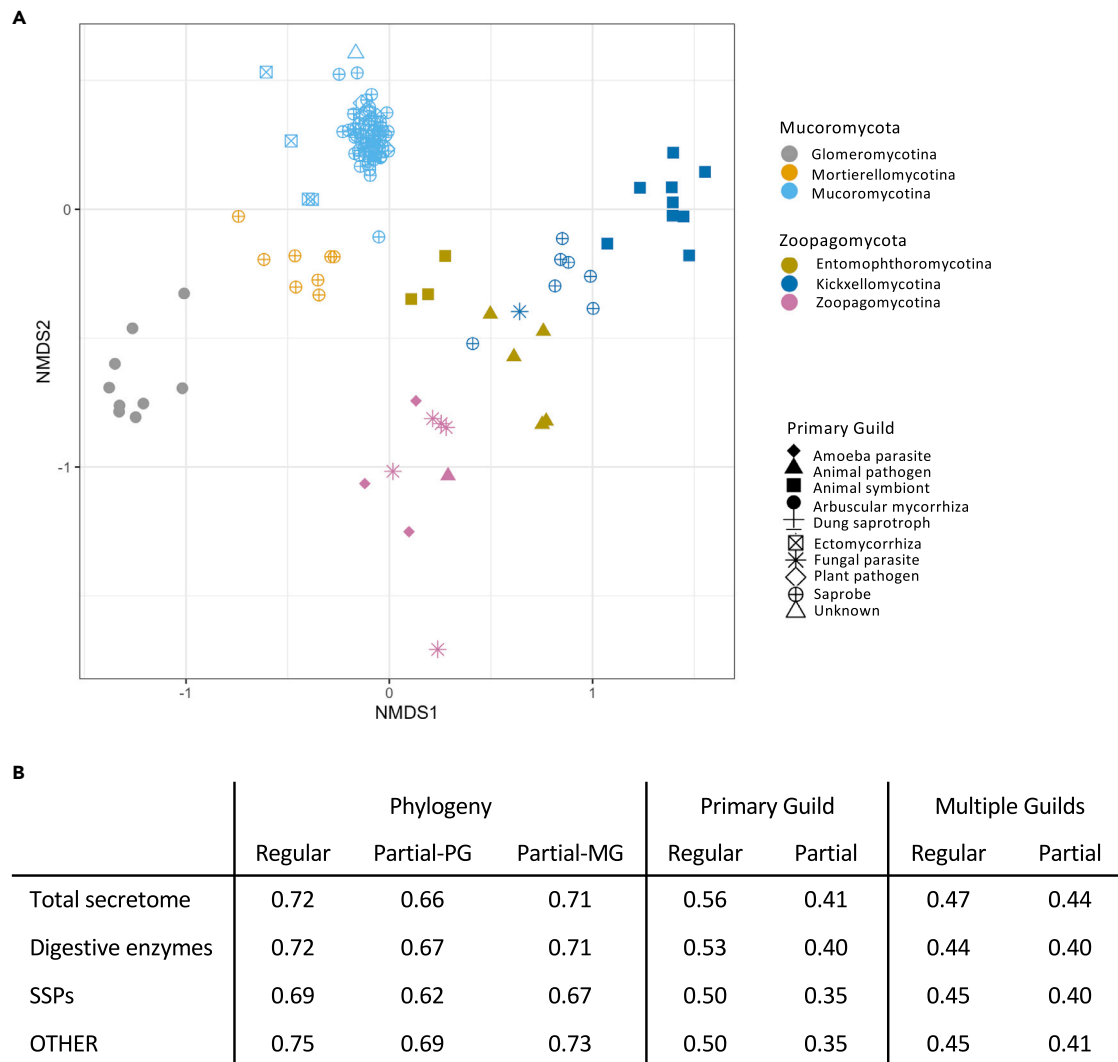 A
Mucoromycota
Glomeromycotina
Mortierellomycotina
Mucoromycotina
Zoopagomycota
Entomophthoromycotina
Kickxellomycotina
Zoopagomycotina
Primary Guild
Amoeba parasite
Animal pathogen
Animal symbiont
Arbuscular mycorrhiza
Dung saprotroph
Ectomycorrhiza
Fungal parasite
Plant pathogen
Saprobe
Unknown
NMDS2
0
-1
-1 0 1
NMDS1
B
Phylogeny Primary Guild Multiple Guilds
Regular Partial-PG Partial-MG Regular Partial Regular Partial
Total secretome 0.72 0.66 0.71 0.56 0.41 0.47 0.44
Digestive enzymes 0.72 0.67 0.71 0.53 0.40 0.44 0.40
SSPs 0.69 0.62 0.67 0.50 0.35 0.45 0.40
OTHER 0.75 0.69 0.73 0.50 0.35 0.45 0.41